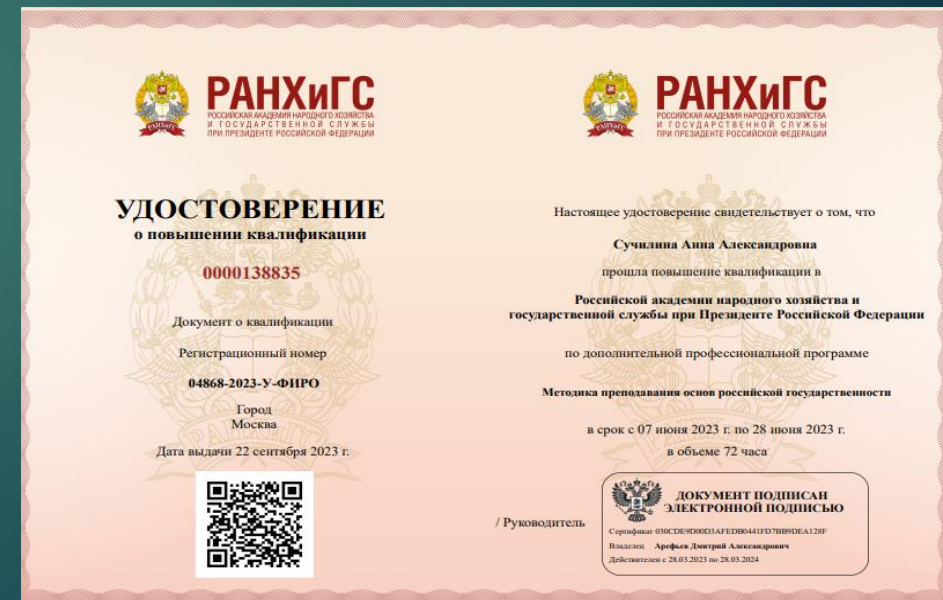 РАНХиГС
РОССИЙСКАЯ АКАДЕМИЯ НАРОДНОГО ХОЗЯЙСТВА
И ГОСУДАРСТВЕННОЙ СЛУЖБЫ
ПРИ ПРЕЗИДЕНТЕ РОССИЙСКОЙ ФЕДЕРАЦИИ
РАНХиГС
УДОСТОВЕРЕНИЕ
о повышении квалификации
0000138835
Документ о квалификации
Регистрационный номер
04868-2023-У-ФИРО
Город
Москва
Дата выдачи 22 сентября 2023 г.
РАНХиГС
РОССИЙСКАЯ АКАДЕМИЯ НАРОДНОГО ХОЗЯЙСТВА
И ГОСУДАРСТВЕННОЙ СЛУЖБЫ
ПРИ ПРЕЗИДЕНТЕ РОССИЙСКОЙ ФЕДЕРАЦИИ
РАНХиГС
Настоящее удостоверение свидетельствует о том, что
Сучилина Анна Александровна
прошла повышение квалификации в
Российской академии народного хозяйства и
государственной службы при Президенте Российской Федерации
по дополнительной профессиональной программе
Методика преподавания основ российской государственности
в срок с 07 июня 2023 г. по 28 июня 2023 г.
в объеме 72 часа
/ Руководитель
ДОКУМЕНТ ПОДПИСАН
ЭЛЕКТРОННОЙ ПОДПИСЬЮ
Сертификат 030CDE9D00D3AFEDB0441FD7BB9DEA128F
Владелец Арефьев Дмитрий Александрович
Действителен с 28.03.2023 по 28.03.2024